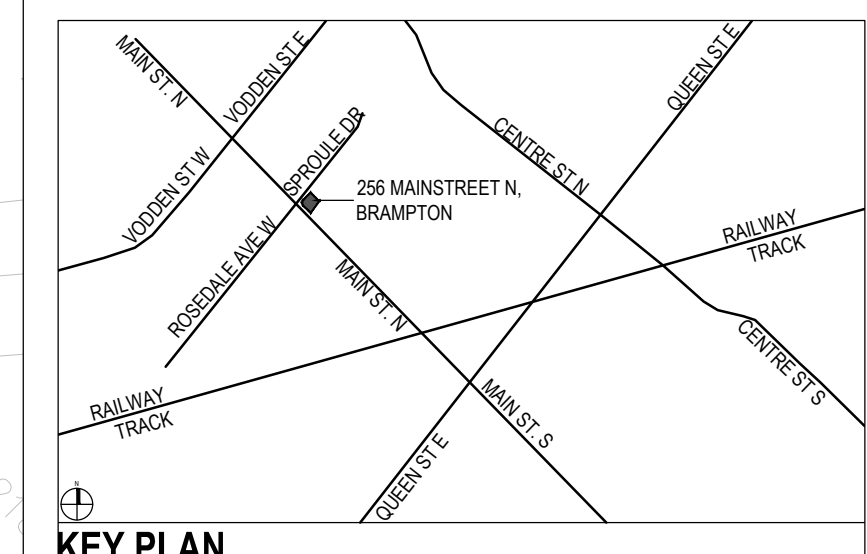 MAIN ST. N
VODDEN ST E
QUEEN ST E
CENTRE ST N
SPROULE DR
VODDEN ST W
256 MAINSTREET N,
BRAMPTON
RAILWAY
TRACK
ROSEDALE AVE W
MAIN ST. N
CENTRE ST S
RAILWAY
TRACK
MAIN ST. S
QUEEN ST E
N
KEY PLAN